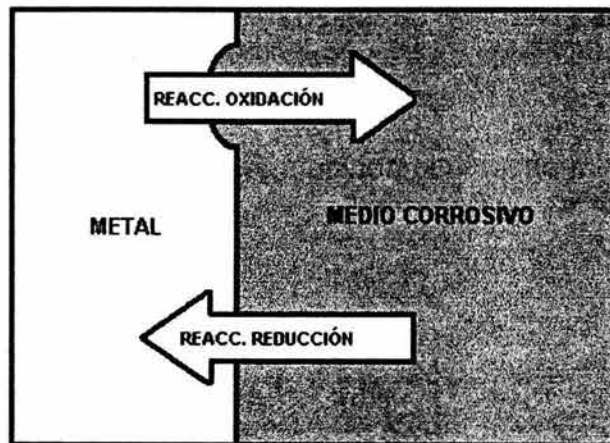 REACC. OXIDACIÓN
METAL
MEDIO CORROSIVO
REACC. REDUCCIÓN